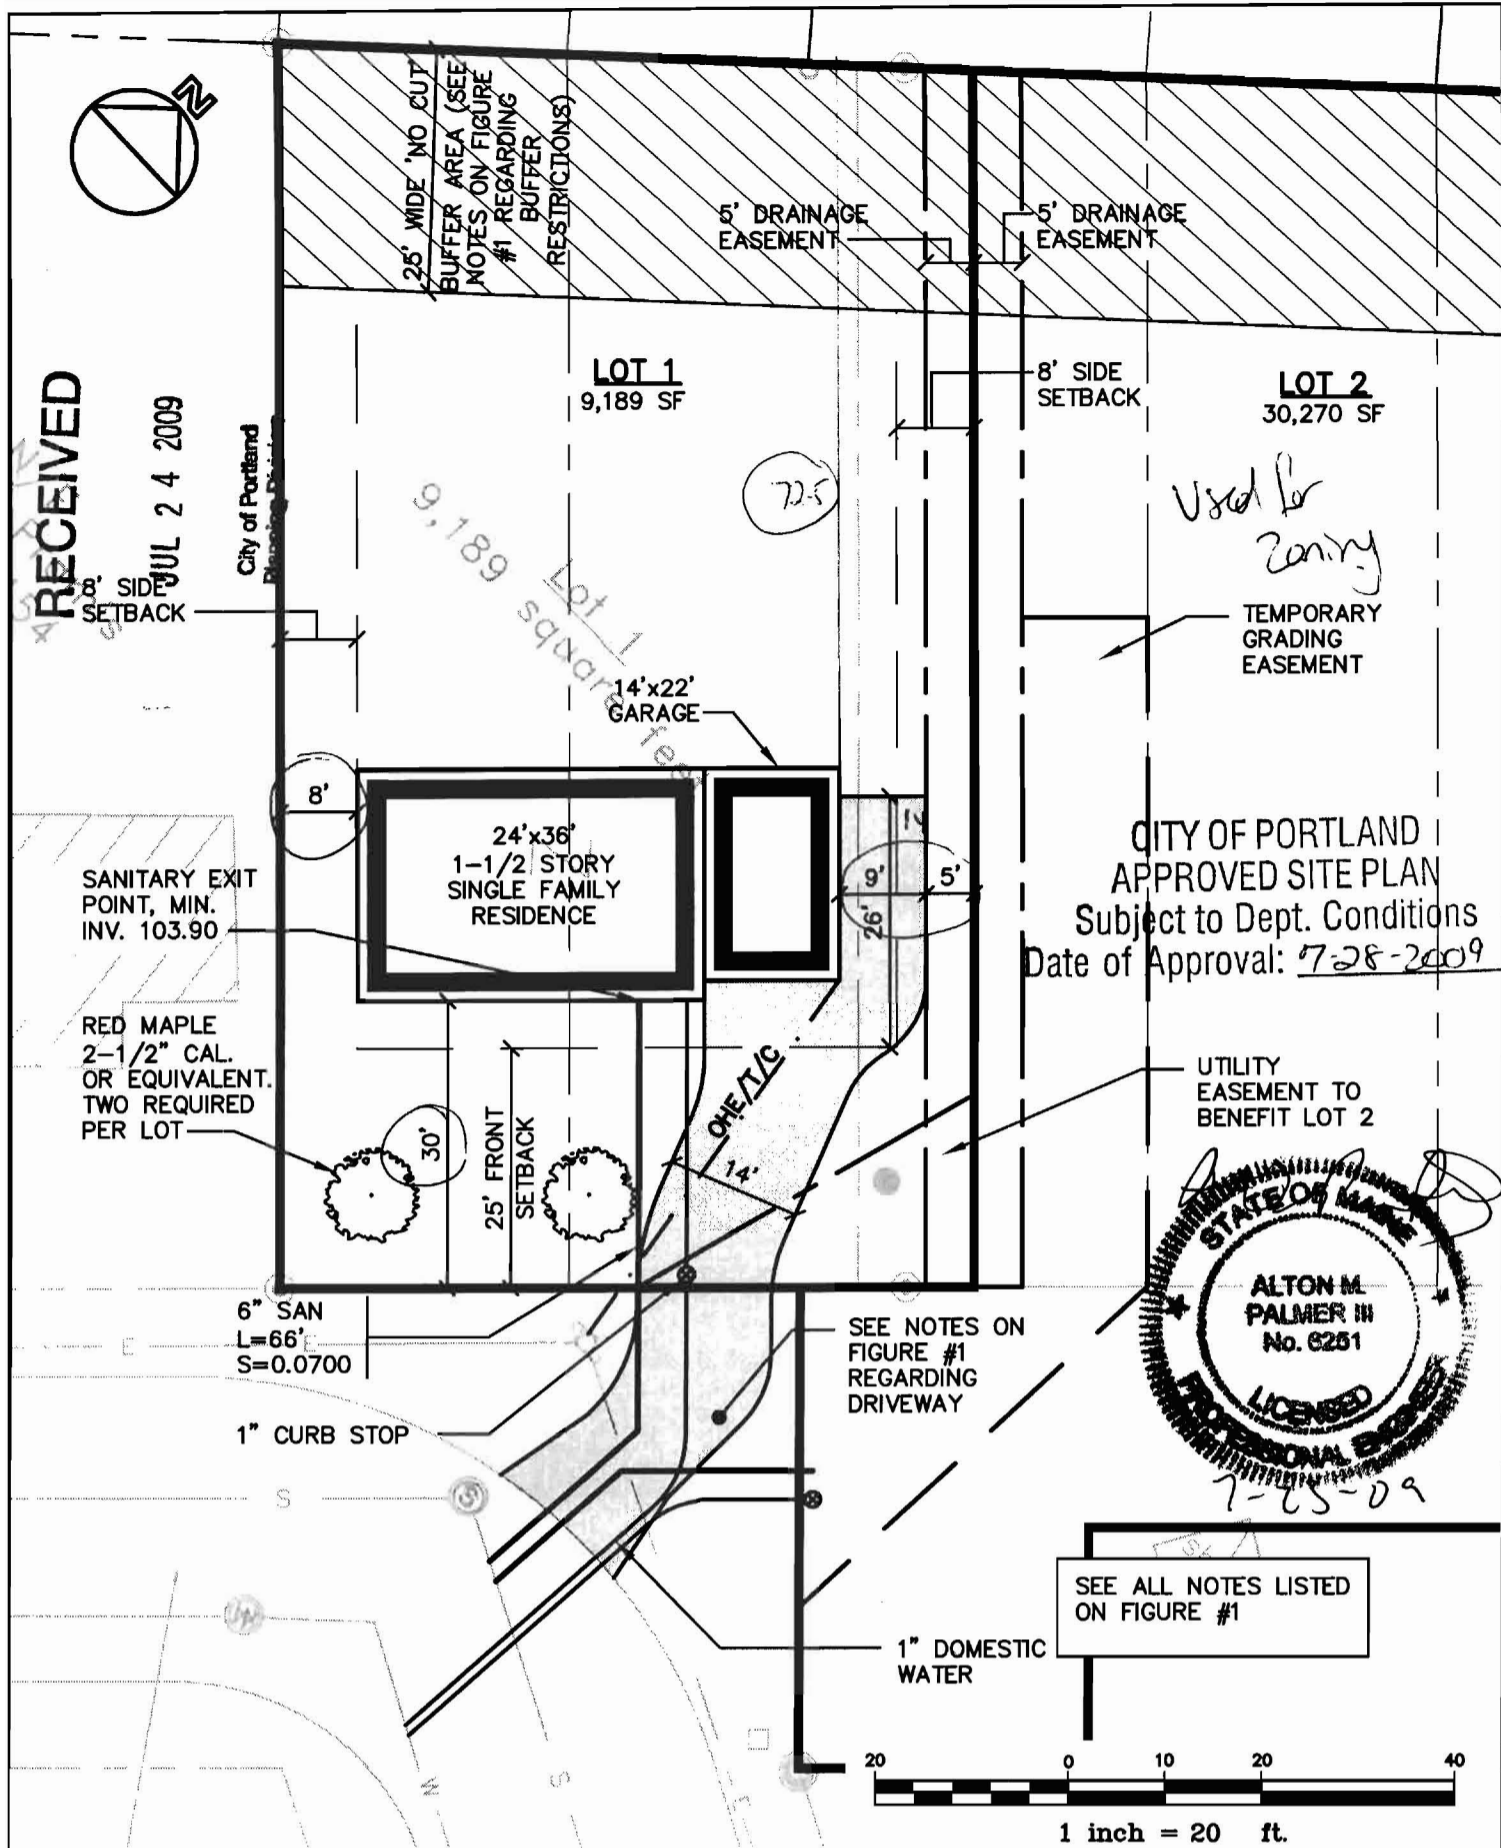 N
25' WIDE 'NO CUT'
BUFFER AREA (SEE
NOTES ON FIGURE
#1 REGARDING
BUFFER
RESTRICTIONS)
5' DRAINAGE
EASEMENT
5' DRAINAGE
EASEMENT
RECEIVED
JUL 24 2009
City of Portland
Planning Division
LOT 1
9,189 SF
8' SIDE
SETBACK
LOT 2
30,270 SF
72.5
Used for
Zoning
Lot 1
9,189 square feet
8' SIDE
SETBACK
TEMPORARY
GRADING
EASEMENT
14'x22'
GARAGE
8'
24'x36'
1-1/2 STORY
SINGLE FAMILY
RESIDENCE
9'
5'
26'
SANITARY EXIT
POINT, MIN.
INV. 103.90
CITY OF PORTLAND
APPROVED SITE PLAN
Subject to Dept. Conditions
Date of Approval: 7-28-2009
RED MAPLE
2-1/2" CAL.
OR EQUIVALENT.
TWO REQUIRED
PER LOT
30'
25' FRONT
SETBACK
OHE/T/C
14'
UTILITY
EASEMENT TO
BENEFIT LOT 2
STATE OF MAINE
ALTON M.
PALMER III
No. 6251
LICENSED
PROFESSIONAL ENGINEER
7-23-09
6" SAN
L=66'
S=0.0700
E
SEE NOTES ON
FIGURE #1
REGARDING
DRIVEWAY
1" CURB STOP
S
S
SEE ALL NOTES LISTED
ON FIGURE #1
1" DOMESTIC
WATER
W
S
20 0 10 20 40
1 inch = 20 ft.